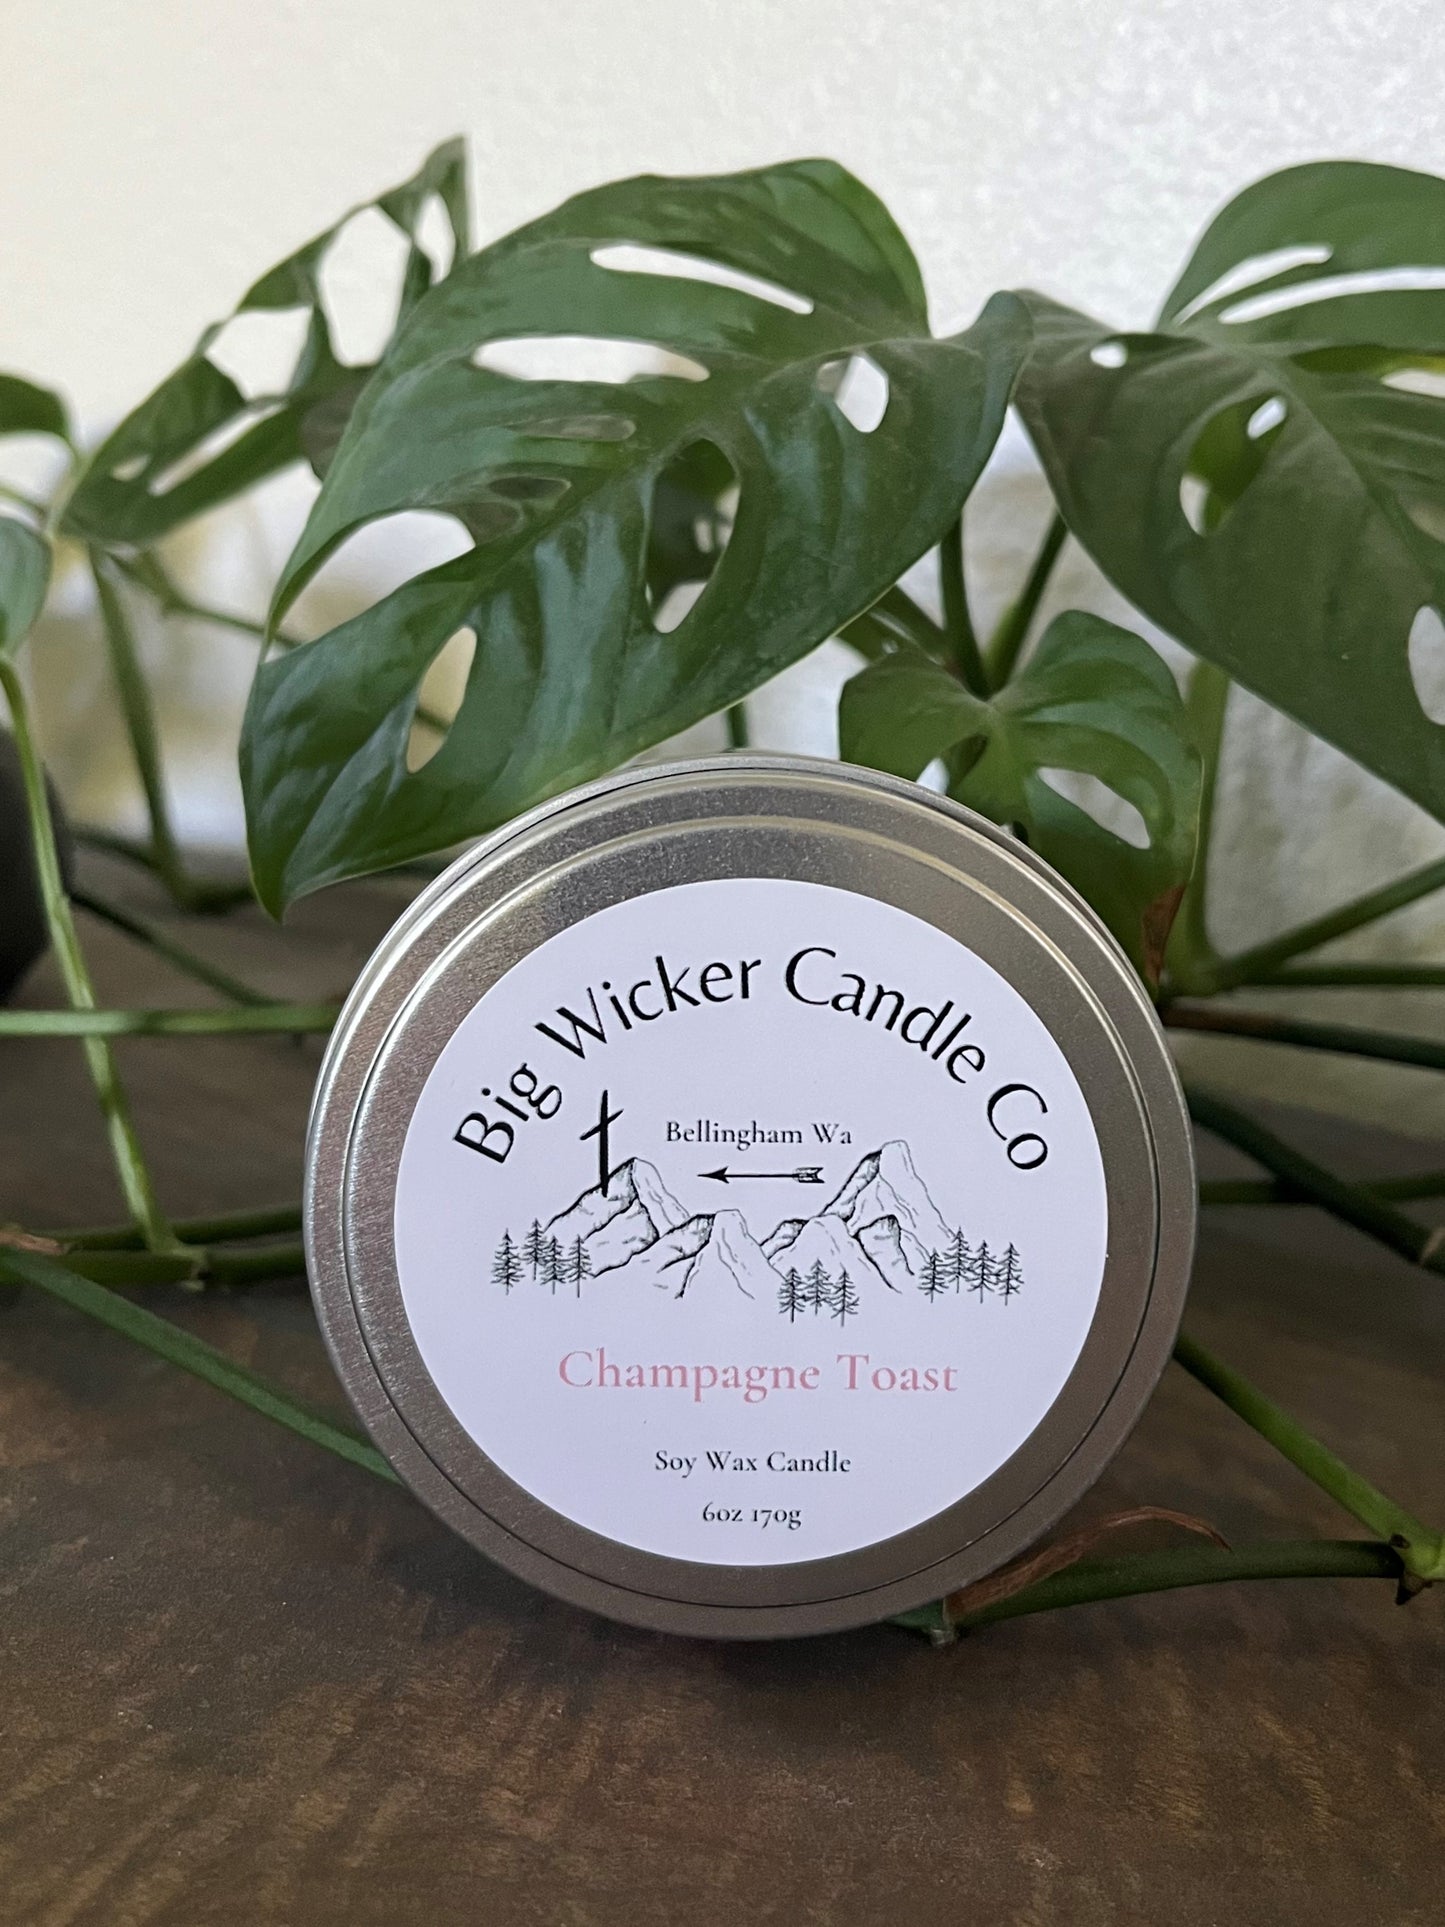 Big Wicker Candle Co
Bellingham Wa
Champagne Toast
Soy Wax Candle
6oz 170g